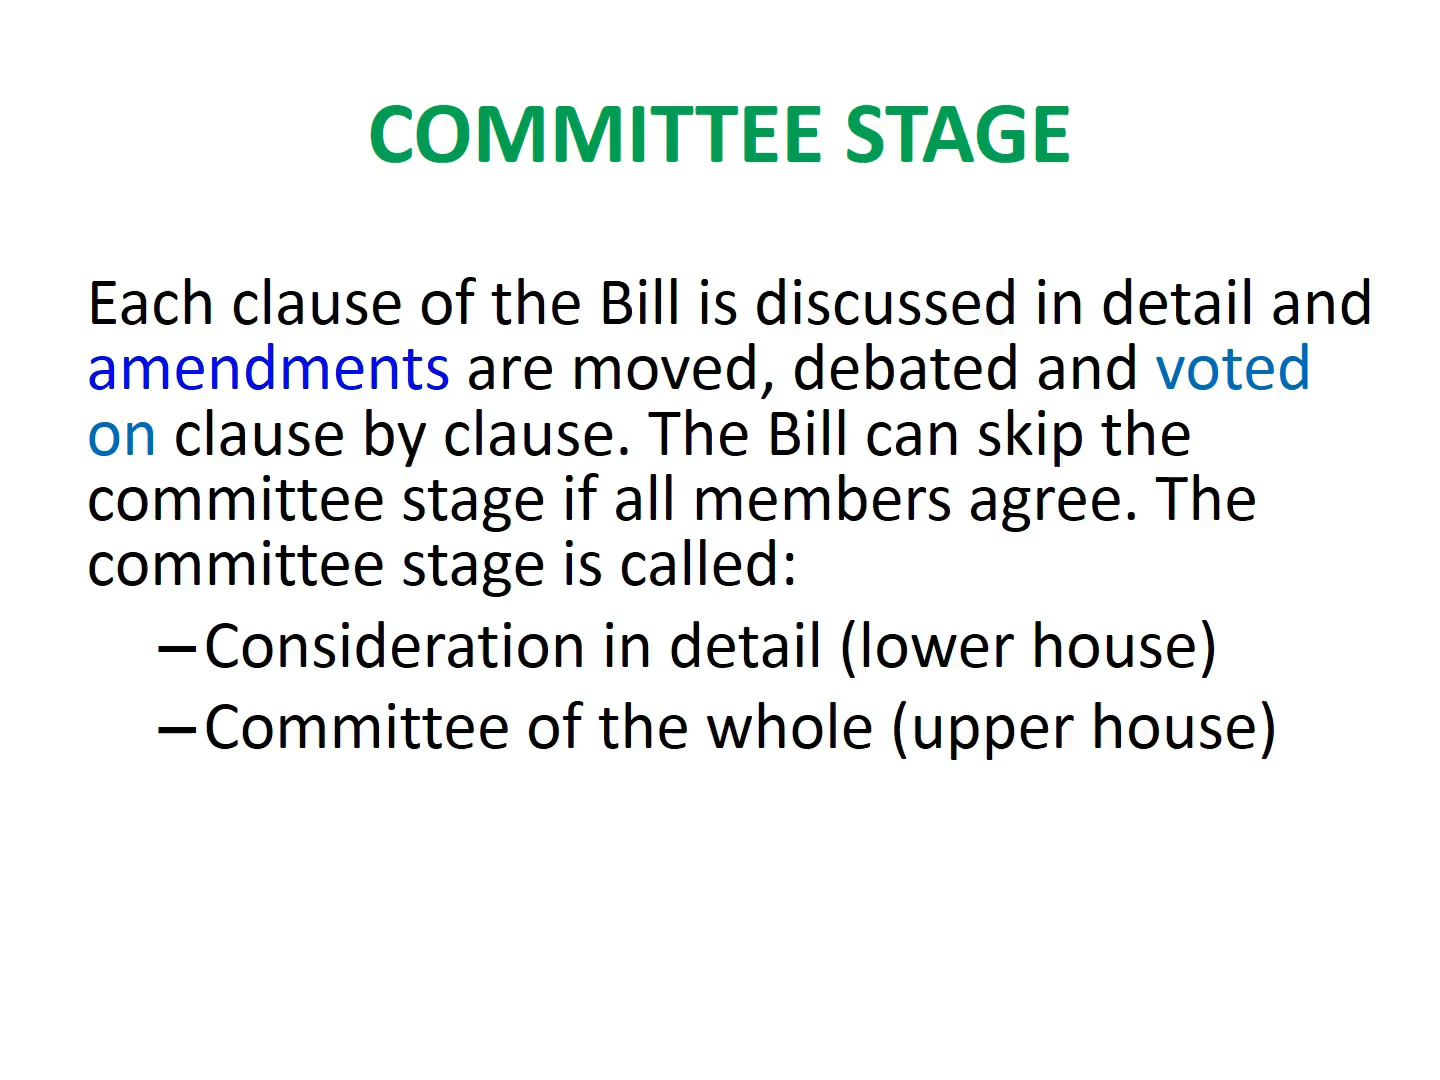 COMMITTEE STAGE
Each clause of the Bill is discussed in detail and
amendments are moved, debated and voted
on clause by clause. The Bill can skip the
committee stage if all members agree. The
committee stage is called:
–Consideration in detail (lower house)
–Committee of the whole (upper house)